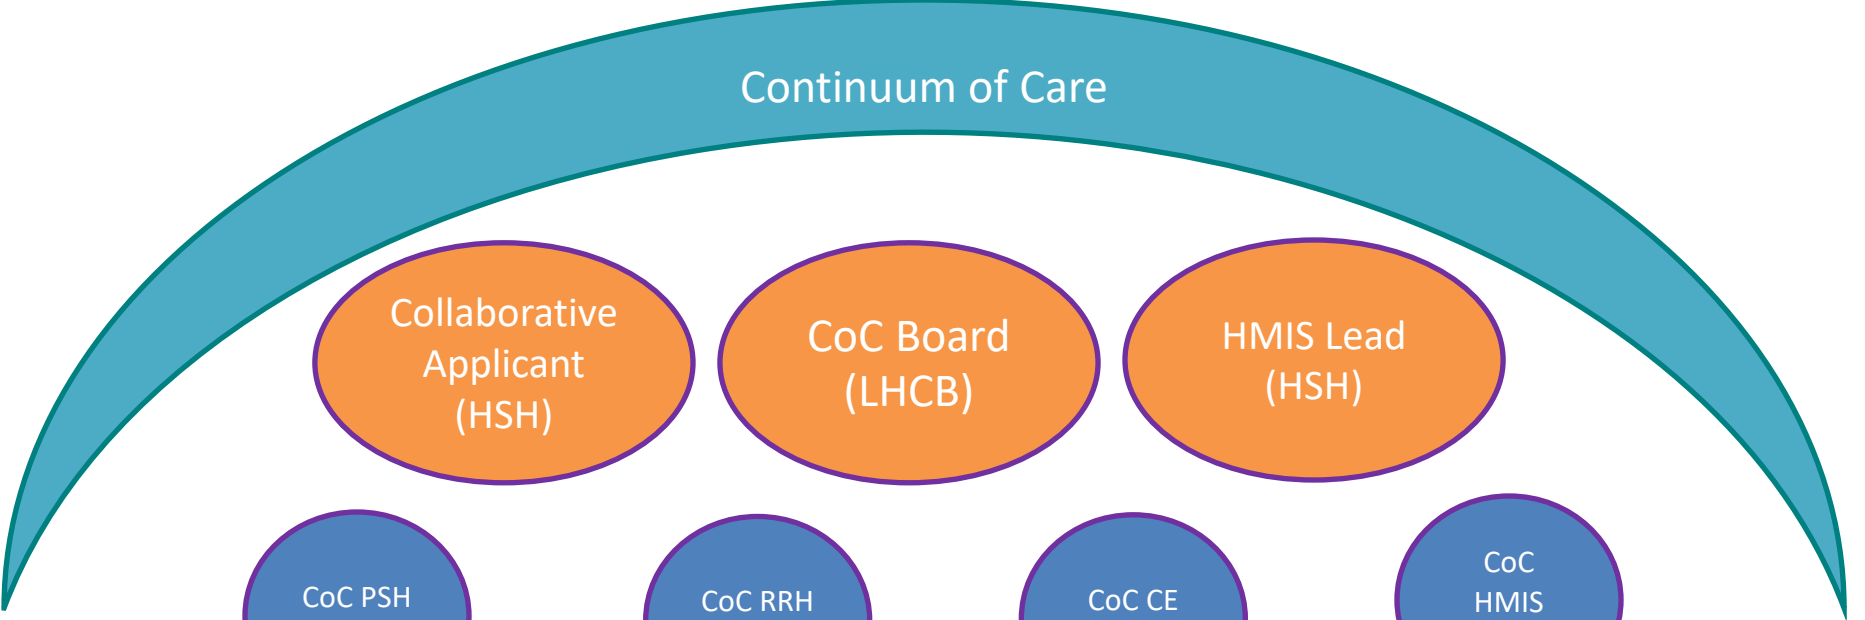 Continuum of Care
Collaborative
Applicant
(HSH)
CoC Board
(LHCB)
HMIS Lead
(HSH)
CoC PSH
CoC RRH
CoC CE
CoC
HMIS